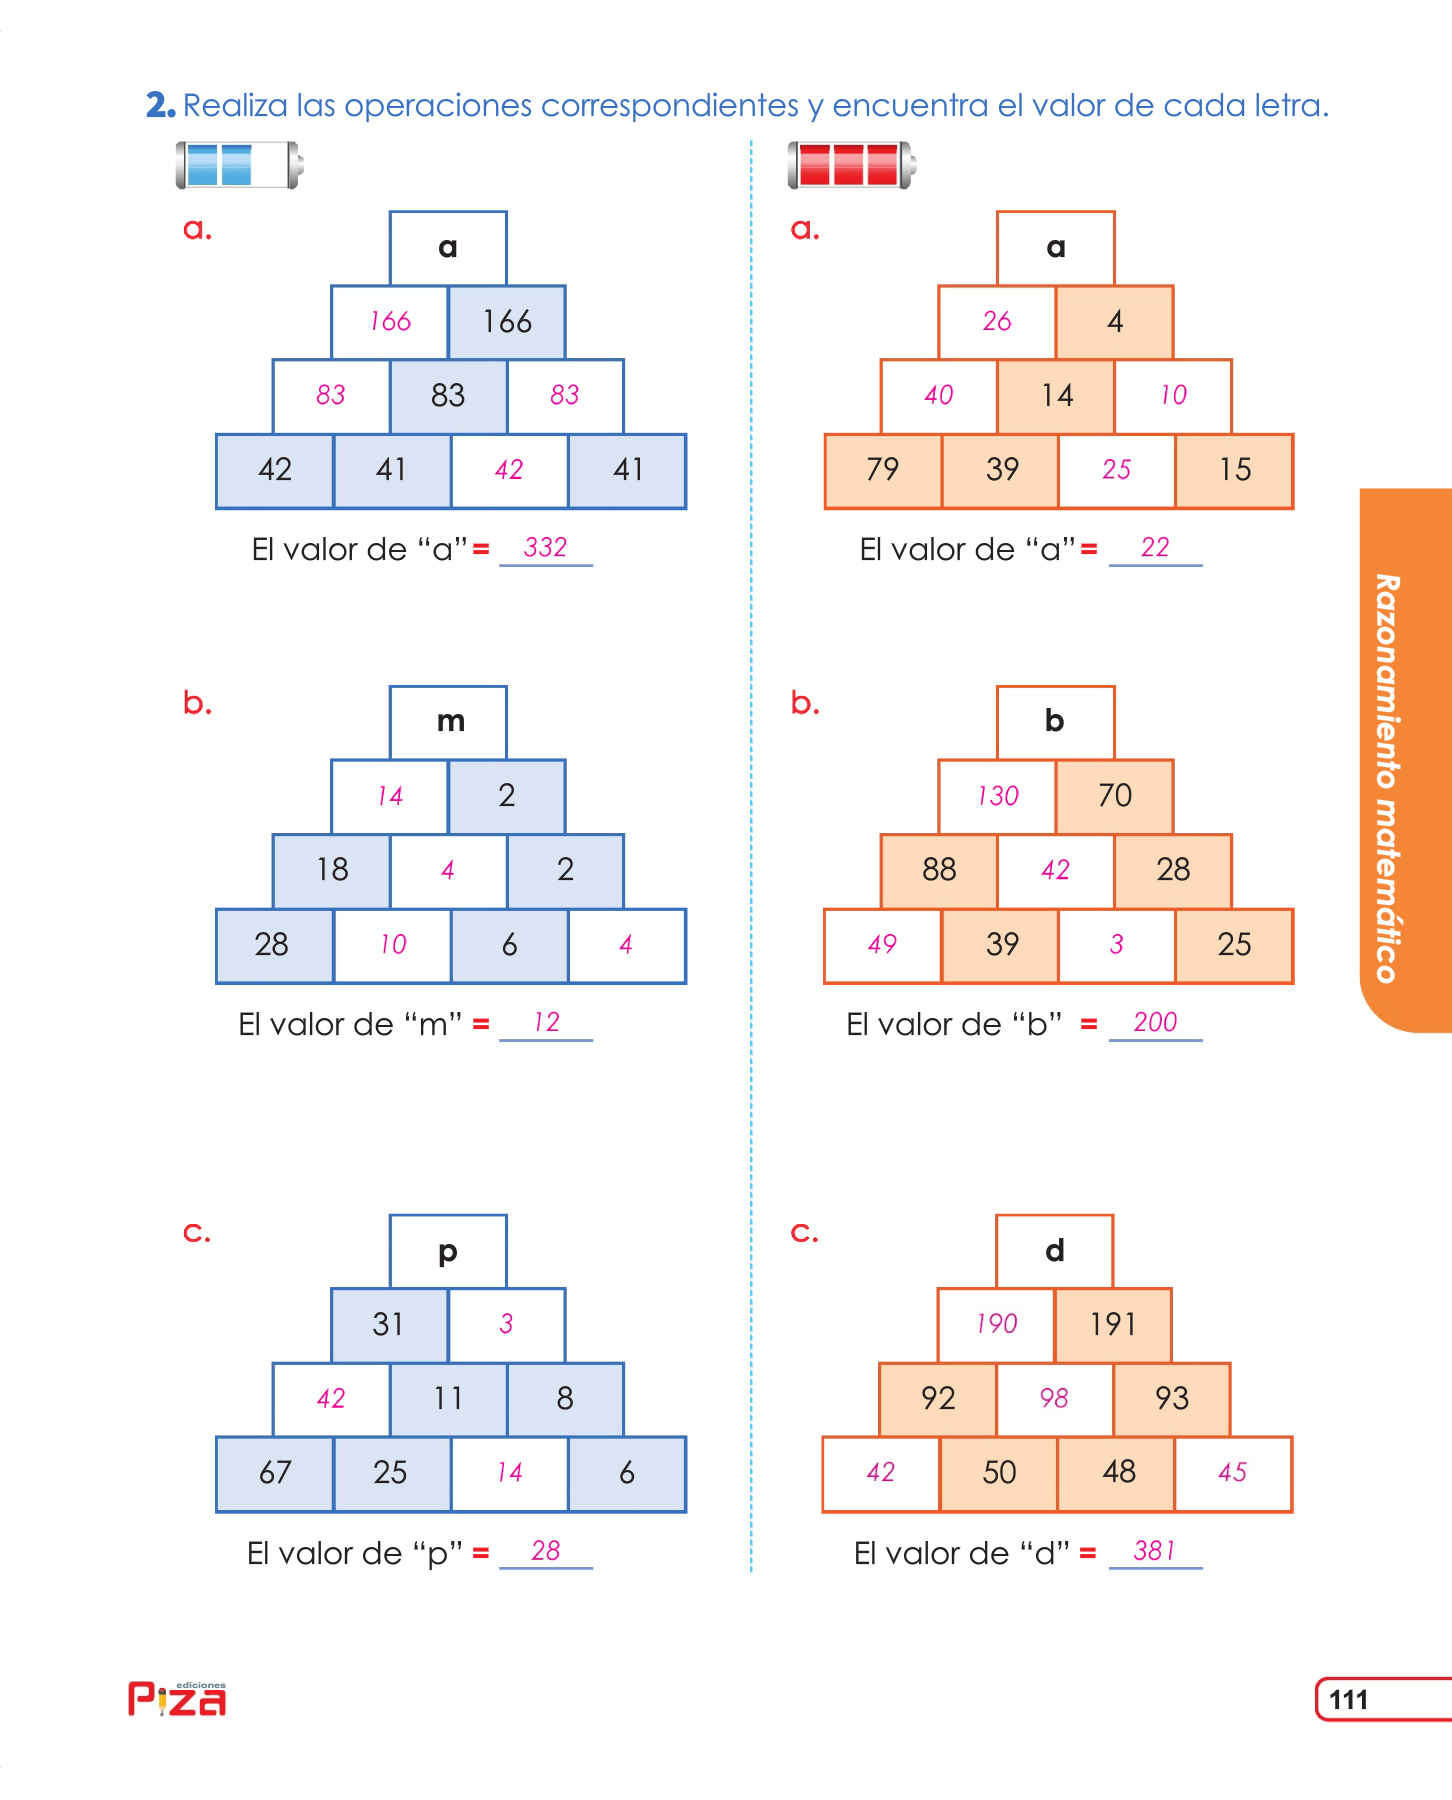 2. Realiza las operaciones correspondientes y encuentra el valor de cada letra.
a.
a
166 166
83 83 83
42 41 42 41
El valor de “a” = 332
b.
m
14 2
18 4 2
28 10 6 4
El valor de “m” = 12
c.
p
31 3
42 11 8
67 25 14 6
El valor de “p” = 28
a.
a
26 4
40 14 10
79 39 25 15
El valor de “a” = 22
b.
b
130 70
88 42 28
49 39 3 25
El valor de “b” = 200
c.
d
190 191
92 98 93
42 50 48 45
El valor de “d” = 381
Razonamiento matemático
ediciones
Piza
111